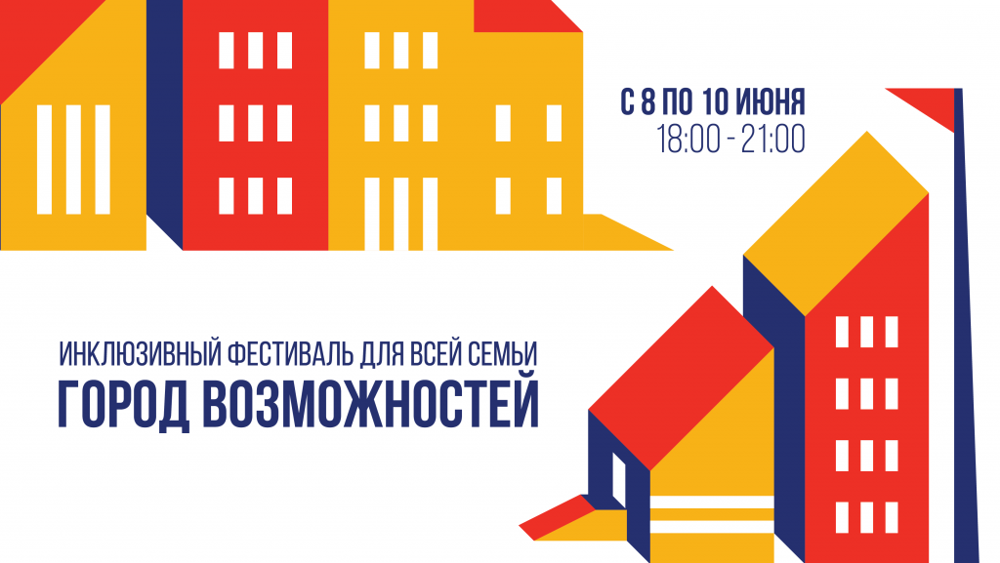 С 8 ПО 10 ИЮНЯ
18:00 - 21:00
ИНКЛЮЗИВНЫЙ ФЕСТИВАЛЬ ДЛЯ ВСЕЙ СЕМЬИ
ГОРОД ВОЗМОЖНОСТЕЙ